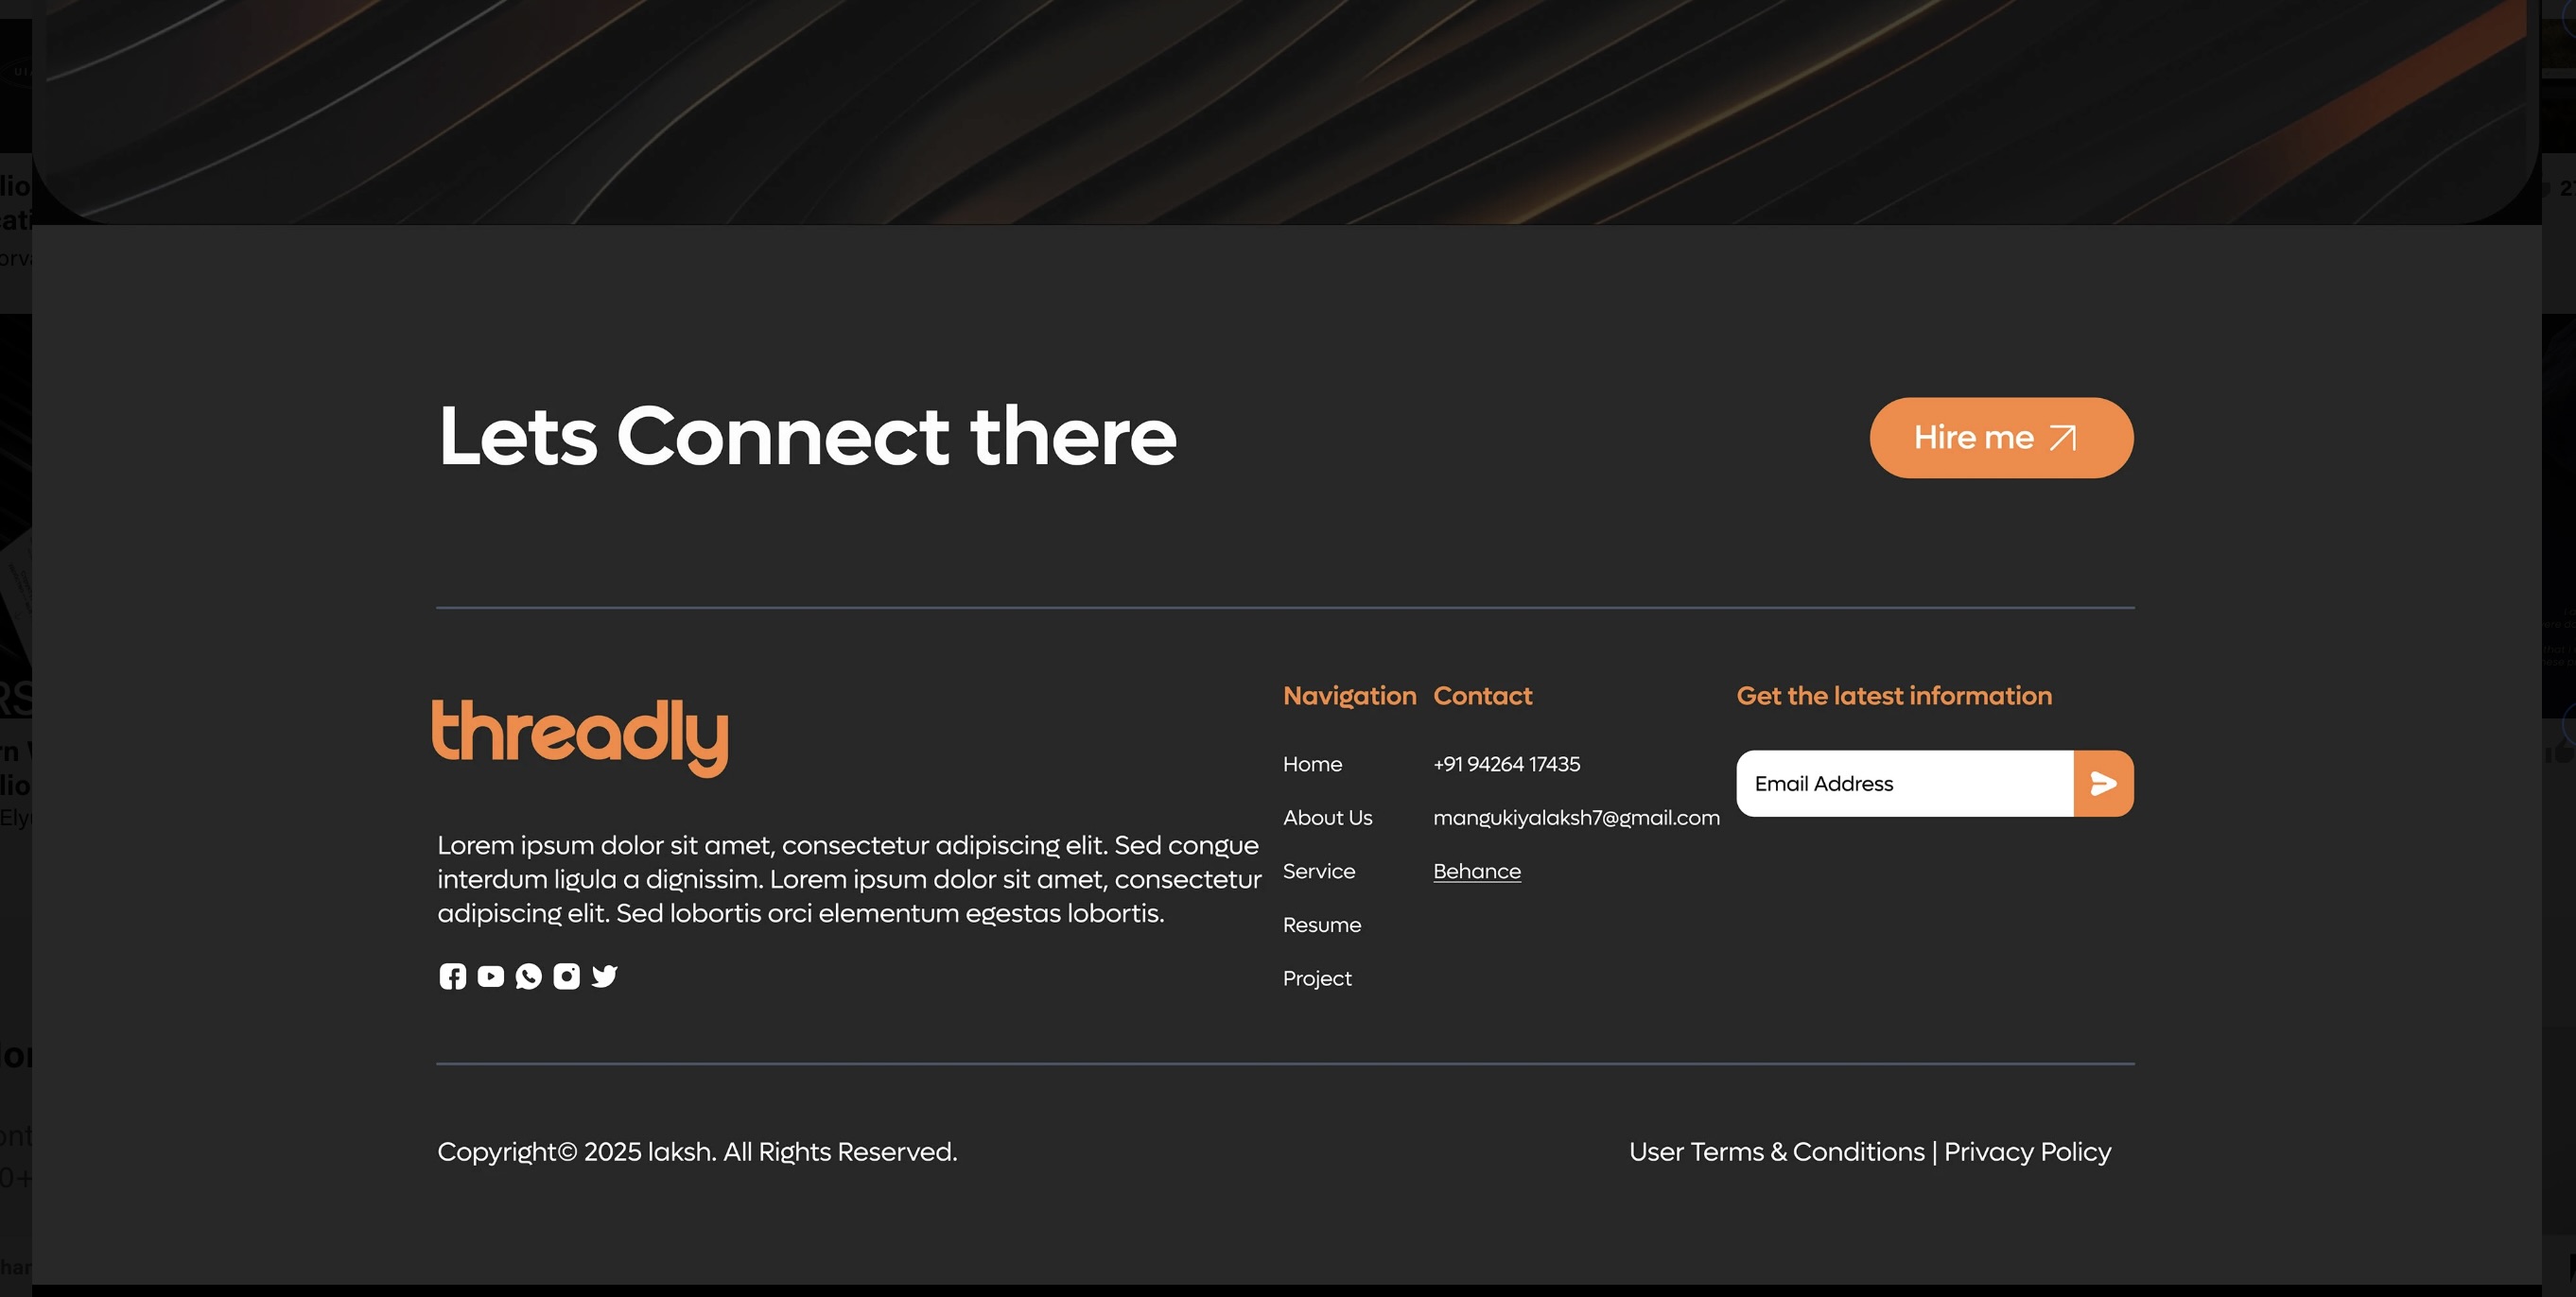 Lets Connect there
Hire me
threadly
Lorem ipsum dolor sit amet, consectetur adipiscing elit. Sed congue
interdum ligula a dignissim. Lorem ipsum dolor sit amet, consectetur
adipiscing elit. Sed lobortis orci elementum egestas lobortis.
Navigation
Home
About Us
Service
Resume
Project
Contact
+91 94264 17435
mangukiyalaksh7@gmail.com
Behance
Get the latest information
Email Address
Copyright© 2025 laksh. All Rights Reserved.
User Terms & Conditions | Privacy Policy